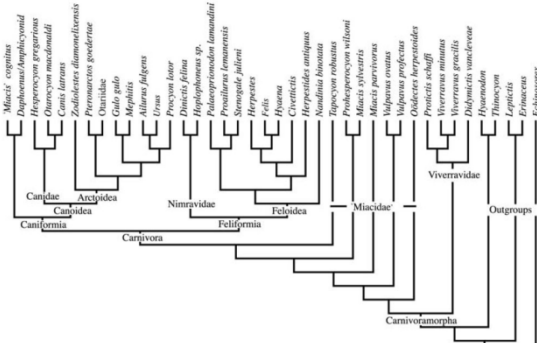 'Miacis' cognitus
Daphoenus/Amphicyonid
Hesperocyon gregarious
Otarocyon macdonaldi
Canis latrans
Zodiolestes diamonelixensis
Pteronarctos goedertae
Otariidae
Gulo gulo
Mephitis
Ailurus fulgens
Ursus
Procyon lotor
Dinictis felina
Hoplophoneus sp.
Palaeoprionodon lamandini
Proailurus lemanensis
Stenogale julieni
Herpestes
Felis
Hyaena
Civetictis
Herpestides antiquus
Nandinia binotata
Tapocyon robustus
Prohesperocyon wilsoni
Miacis sylvestris
Miacis parvivorus
Vulpavus ovatus
Vulpavus profectus
Oödectes herpestoides
Protictis schaffi
Viverravus minutus
Viverravus gracilis
Didymictis vancleveae
Hyaenodon
Thinocyon
Leptictis
Erinaceus
Viverravidae
Canidae
Arctoidea
Nimravidae
'Miacidae'
Canoidea
Feloidea
Outgroups
Caniformia
Feliformia
Carnivora
Carnivoramorpha